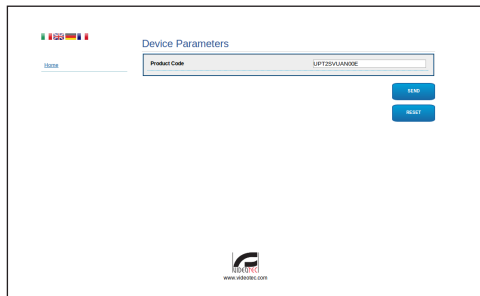 Device Parameters
Home
Product Code
UPT2SVUAN00E
SEND
RESET
VIDEOTEC
www.videotec.com